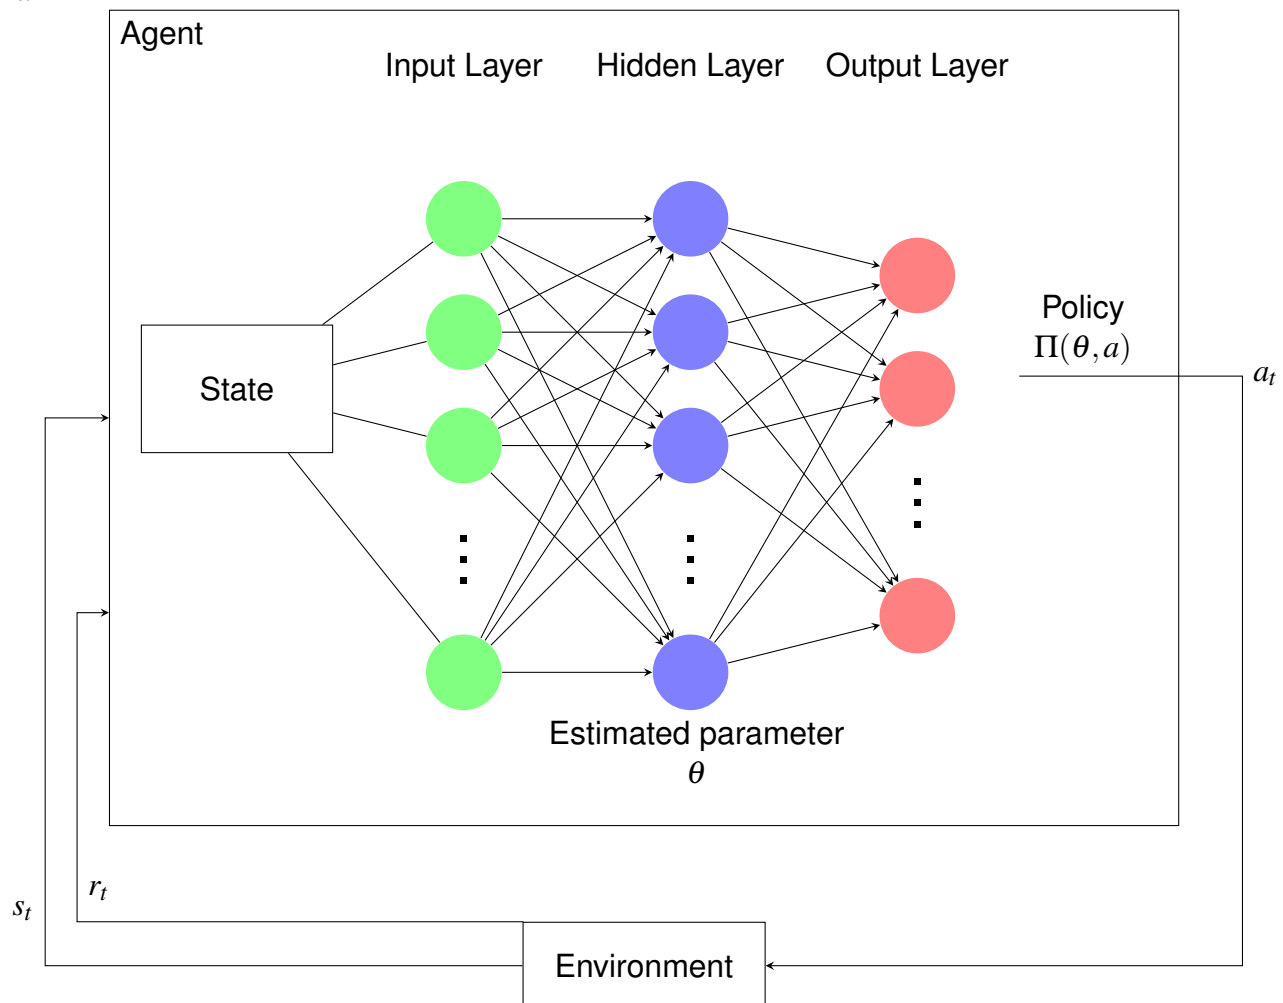 Agent
Input Layer
Hidden Layer
Output Layer
State
Policy
Π(θ, a)
a_t
Estimated parameter
θ
r_t
s_t
Environment